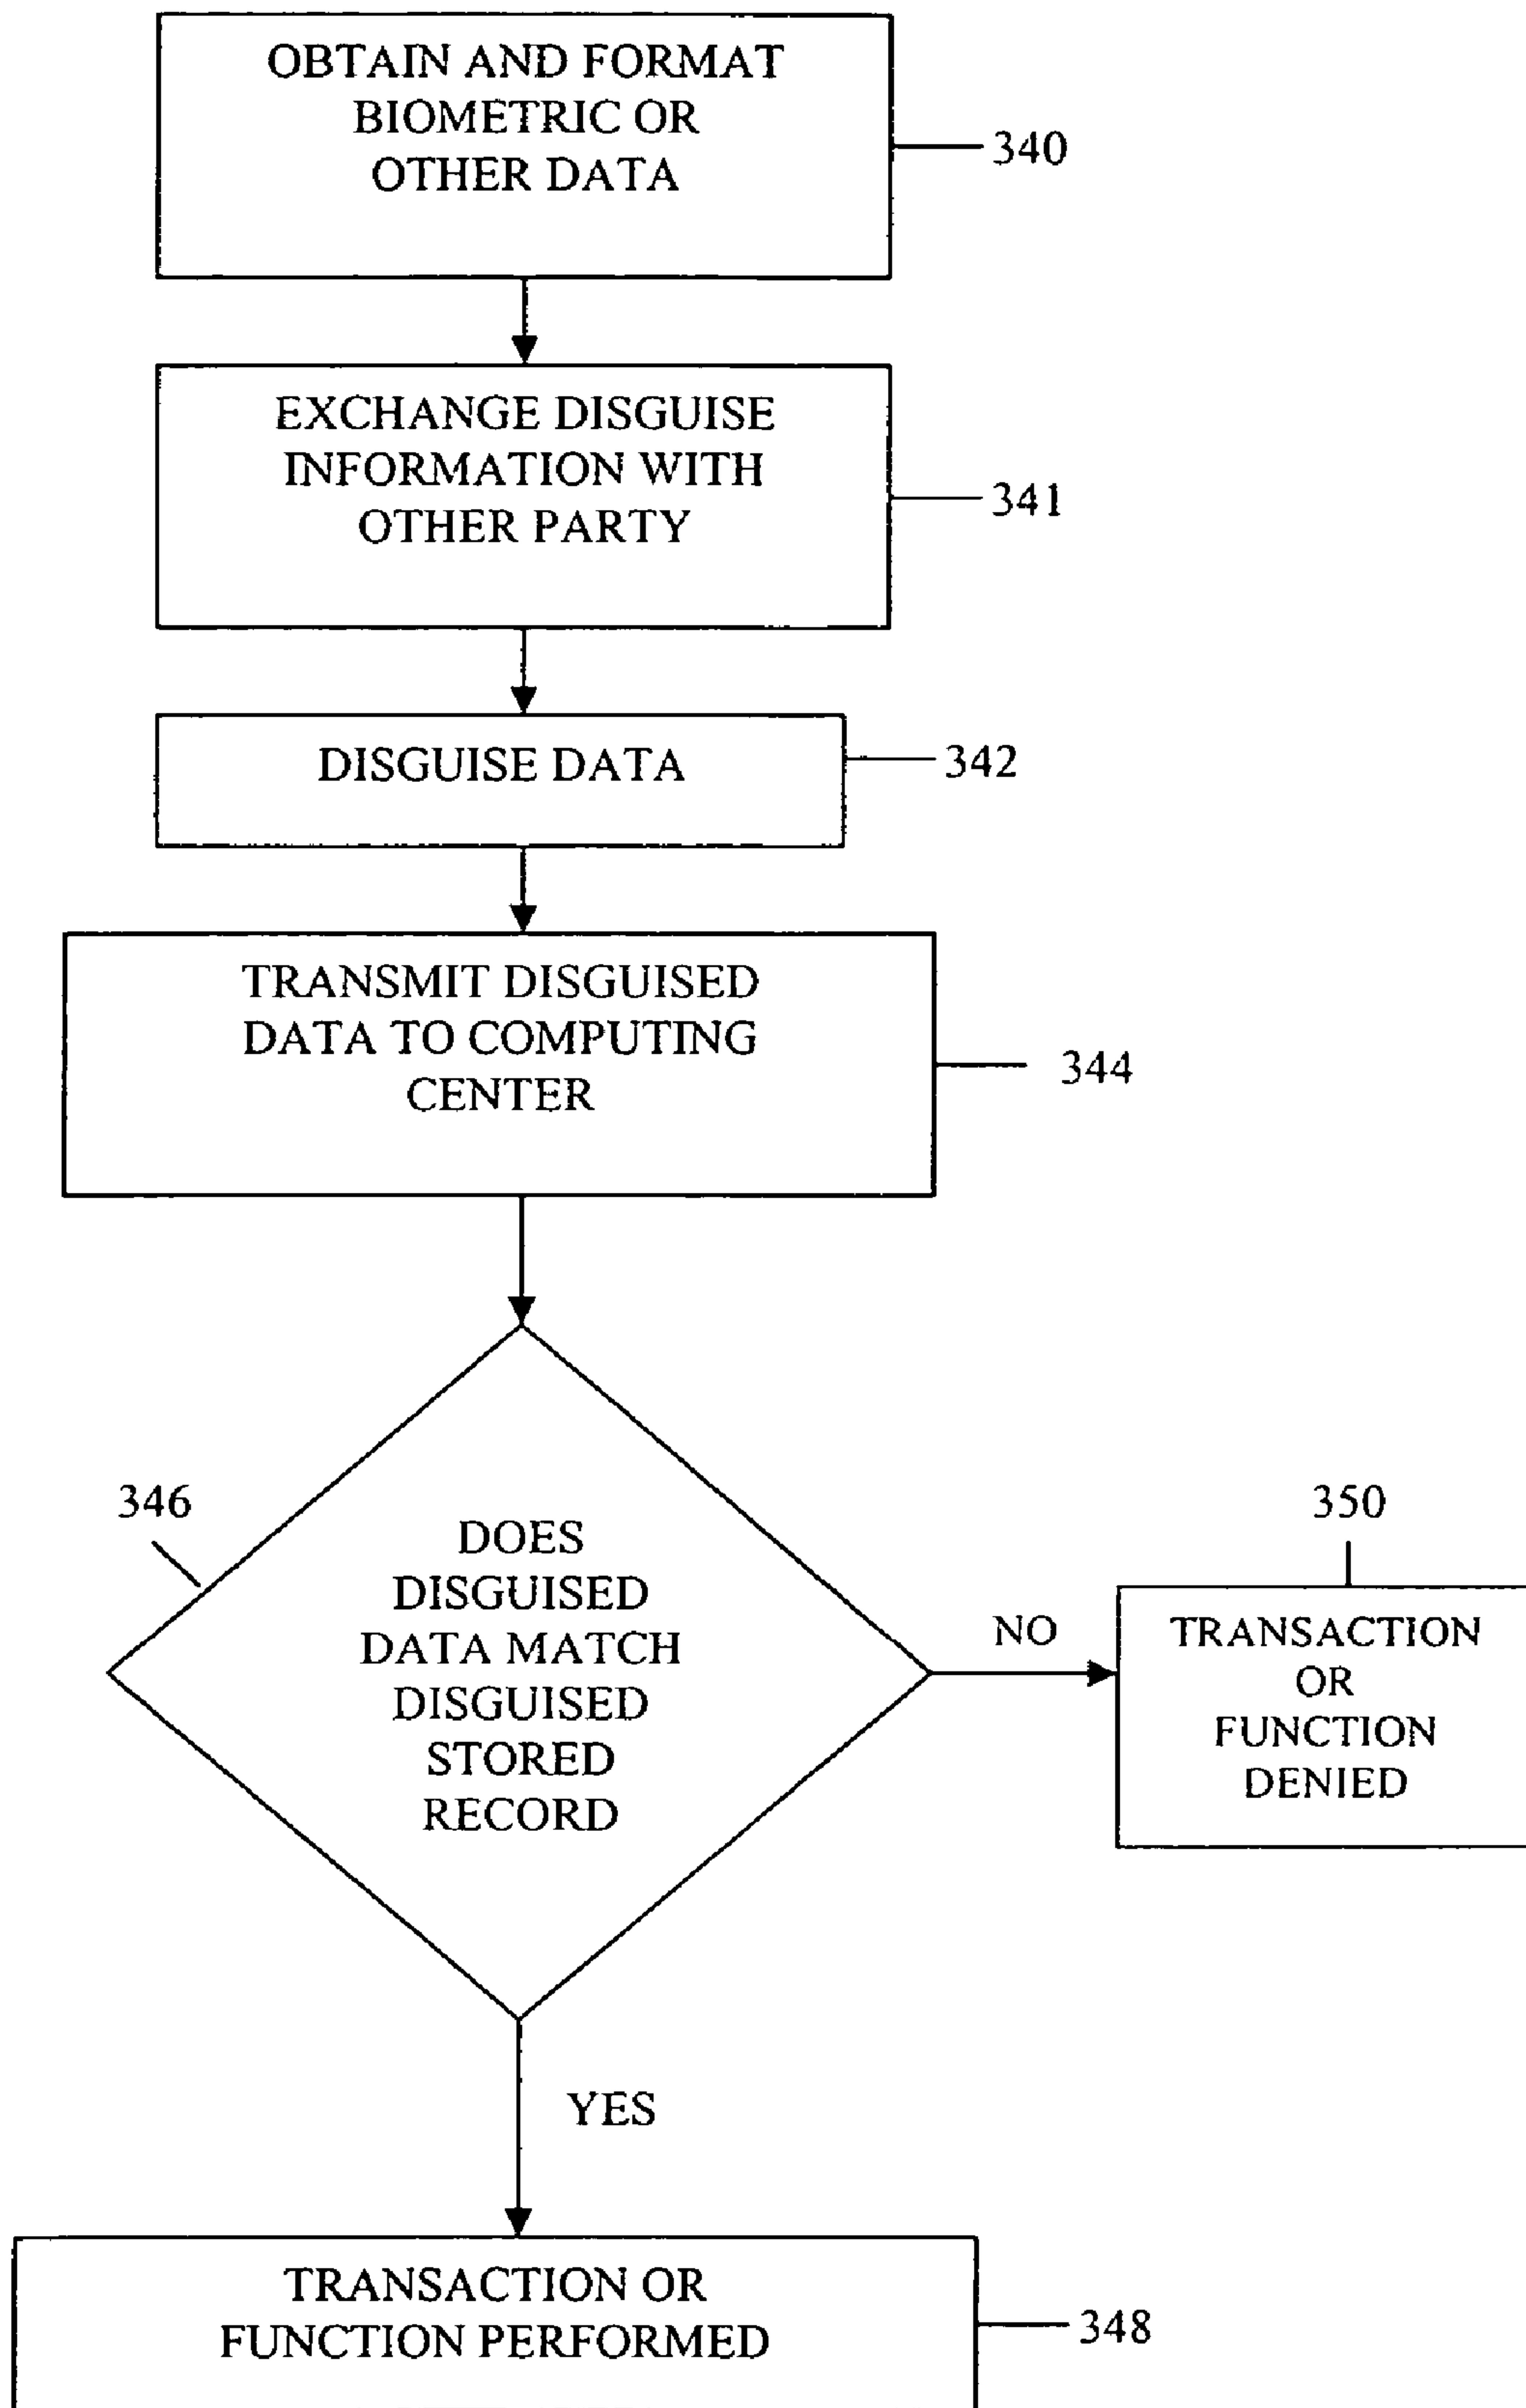 OBTAIN AND FORMAT
BIOMETRIC OR
OTHER DATA
340
EXCHANGE DISGUISE
INFORMATION WITH
OTHER PARTY
341
DISGUISE DATA
342
TRANSMIT DISGUISED
DATA TO COMPUTING
CENTER
344
346
DOES
DISGUISED
DATA MATCH
DISGUISED
STORED
RECORD
NO
350
TRANSACTION
OR
FUNCTION
DENIED
YES
TRANSACTION OR
FUNCTION PERFORMED
348